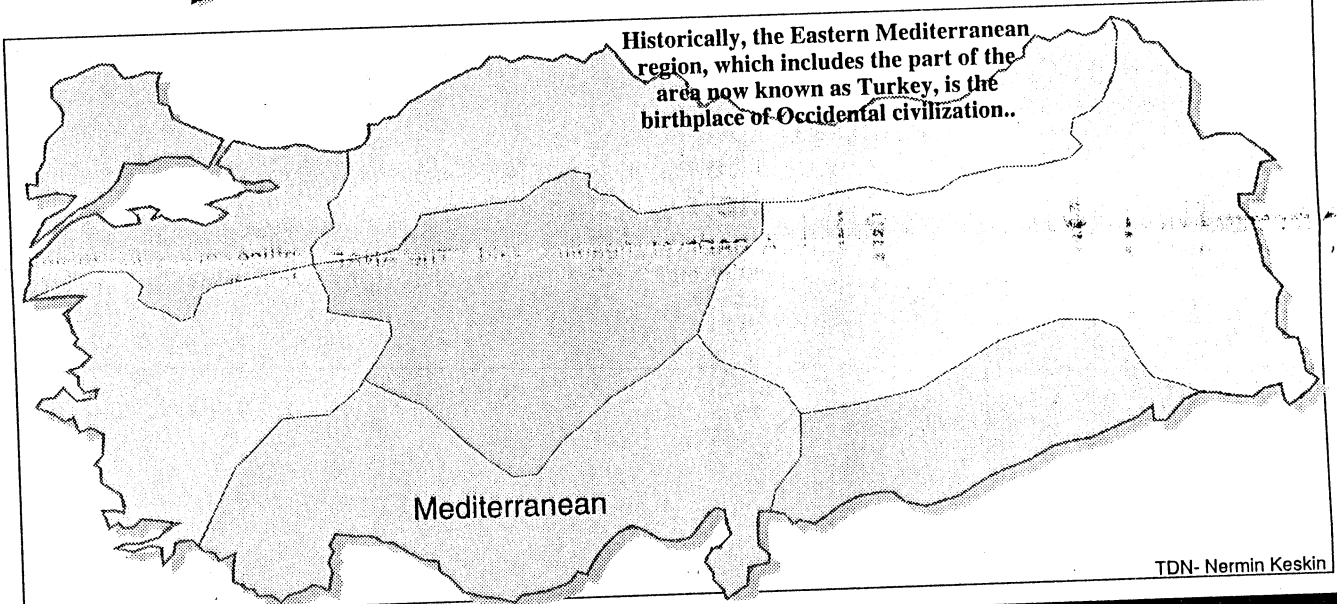 Historically, the Eastern Mediterranean
region, which includes the part of the
area now known as Turkey, is the
birthplace of Occidental civilization..
Mediterranean
TDN- Nermin Keskin